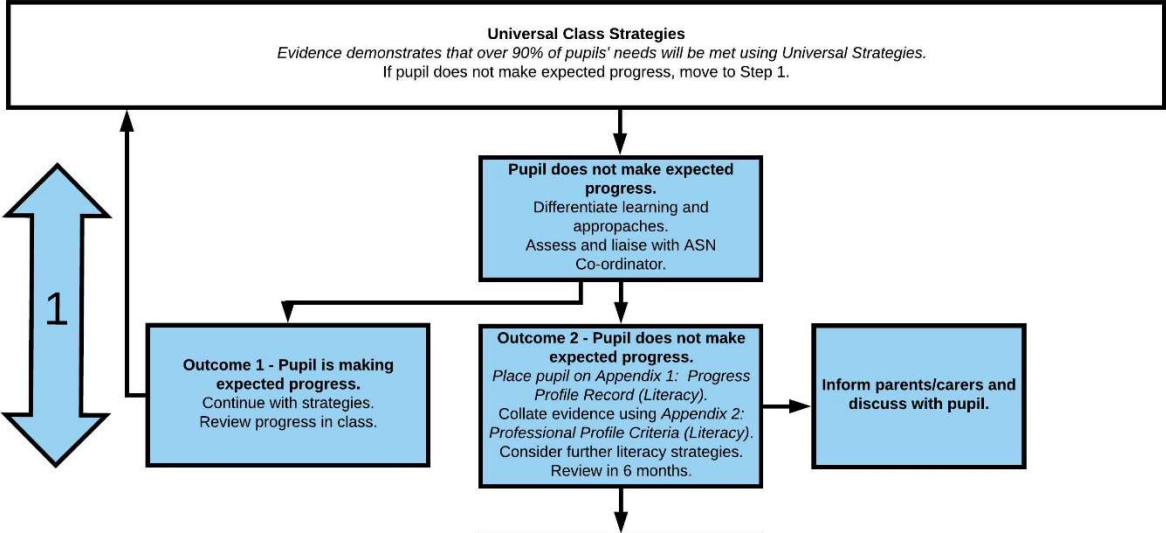 Universal Class Strategies
Evidence demonstrates that over 90% of pupils' needs will be met using Universal Strategies.
If pupil does not make expected progress, move to Step 1.
Pupil does not make expected
progress.
Differentiate learning and
appropaches.
Assess and liaise with ASN
Co-ordinator.
1
Outcome 1 - Pupil is making
expected progress.
Continue with strategies.
Review progress in class.
Outcome 2 - Pupil does not make
expected progress.
Place pupil on Appendix 1: Progress
Profile Record (Literacy).
Collate evidence using Appendix 2:
Professional Profile Criteria (Literacy).
Consider further literacy strategies.
Review in 6 months.
Inform parents/carers and
discuss with pupil.